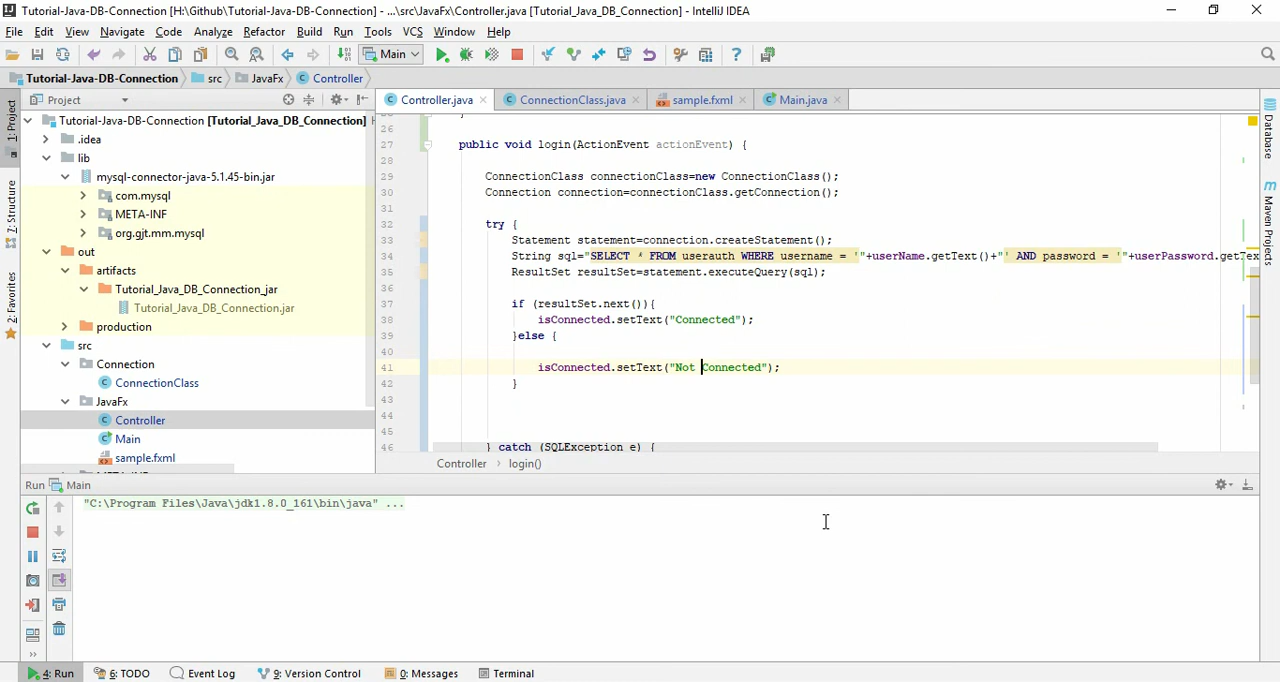 Tutorial-Java-DB-Connection [H:\Github\Tutorial-Java-DB-Connection] - ...\src\JavaFx\Controller.java [Tutorial_Java_DB_Connection] - IntelliJ IDEA
File Edit View Navigate Code Analyze Refactor Build Run Tools VCS Window Help
Main
Tutorial-Java-DB-Connection src JavaFx Controller
Project
Controller.java ConnectionClass.java sample.fxml Main.java
1: Project
Z: Structure
2: Favorites
Database
Maven Projects
Tutorial-Java-DB-Connection [Tutorial_Java_DB_Connection]
.idea
lib
mysql-connector-java-5.1.45-bin.jar
com.mysql
META-INF
org.gjt.mm.mysql
out
artifacts
Tutorial_Java_DB_Connection_jar
Tutorial_Java_DB_Connection.jar
production
src
Connection
ConnectionClass
JavaFx
Controller
Main
sample.fxml
26 }
27 public void login(ActionEvent actionEvent) {
28
29 ConnectionClass connectionClass=new ConnectionClass();
30 Connection connection=connectionClass.getConnection();
31
32 try {
33 Statement statement=connection.createStatement();
34 String sql="SELECT * FROM userauth WHERE username = '"+userName.getText()+"' AND password = '"+userPassword.getTex
35 ResultSet resultSet=statement.executeQuery(sql);
36
37 if (resultSet.next()){
38 isConnected.setText("Connected");
39 }else {
40
41 isConnected.setText("Not Connected");
42 }
43
44
45
46 } catch (SQLException e) {
Controller › login()
Run Main
"C:\Program Files\Java\jdk1.8.0_161\bin\java" ...
4: Run 6: TODO Event Log 9: Version Control 0: Messages Terminal